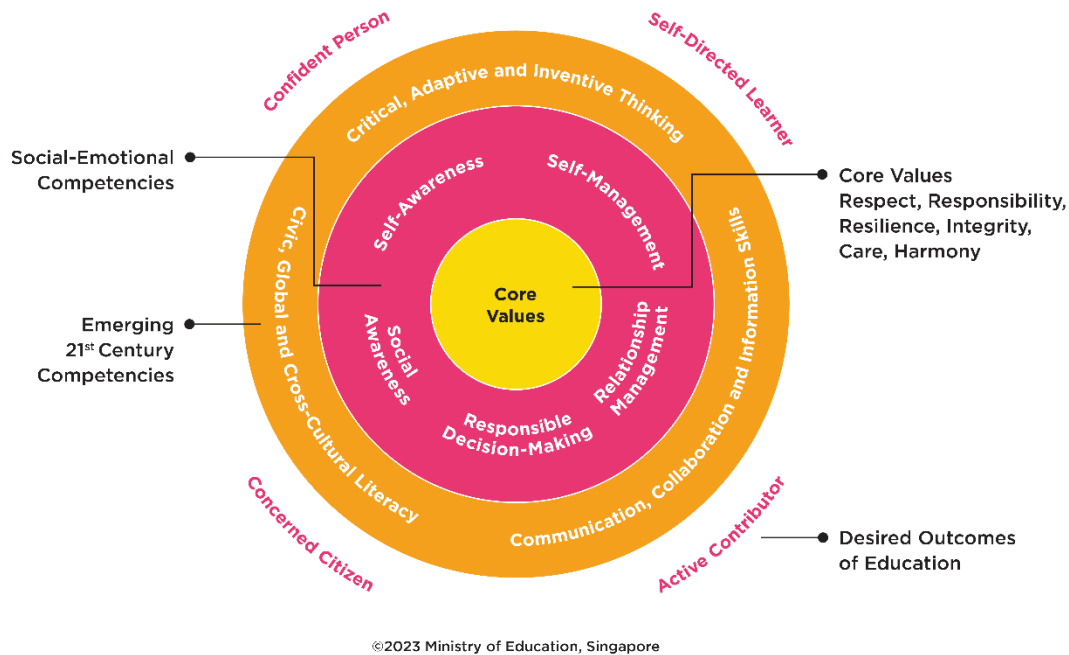 Confident Person
Self-Directed Learner
Critical, Adaptive and Inventive Thinking
Social-Emotional
Competencies
Self-Awareness
Self-Management
Core Values
Respect, Responsibility,
Resilience, Integrity,
Care, Harmony
Civic, Global and Cross-Cultural Literacy
Communication, Collaboration and Information Skills
Core
Values
Emerging
21st Century
Competencies
Social
Awareness
Relationship
Management
Responsible
Decision-Making
Concerned Citizen
Active Contributor
Desired Outcomes
of Education
©2023 Ministry of Education, Singapore